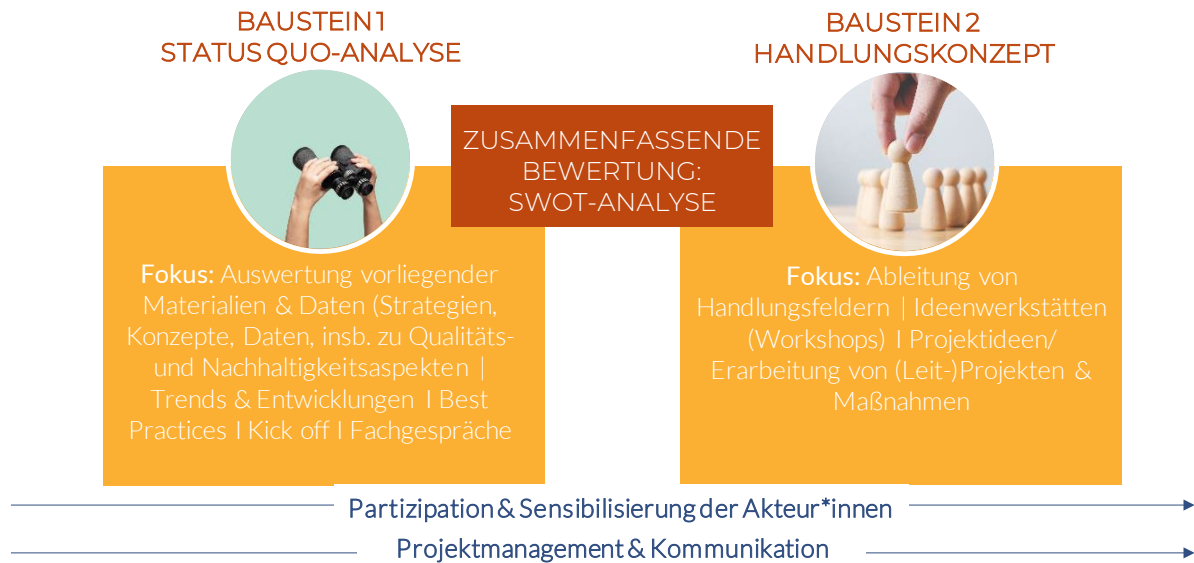 BAUSTEIN 1
STATUS QUO-ANALYSE
Fokus: Auswertung vorliegender
Materialien & Daten (Strategien,
Konzepte, Daten, insb. zu Qualitäts-
und Nachhaltigkeitsaspekten |
Trends & Entwicklungen I Best
Practices I Kick off I Fachgespräche
ZUSAMMENFASSENDE
BEWERTUNG:
SWOT-ANALYSE
BAUSTEIN 2
HANDLUNGSKONZEPT
Fokus: Ableitung von
Handlungsfeldern | Ideenwerkstätten
(Workshops) I Projektideen/
Erarbeitung von (Leit-)Projekten &
Maßnahmen
Partizipation & Sensibilisierung der Akteur*innen
Projektmanagement & Kommunikation